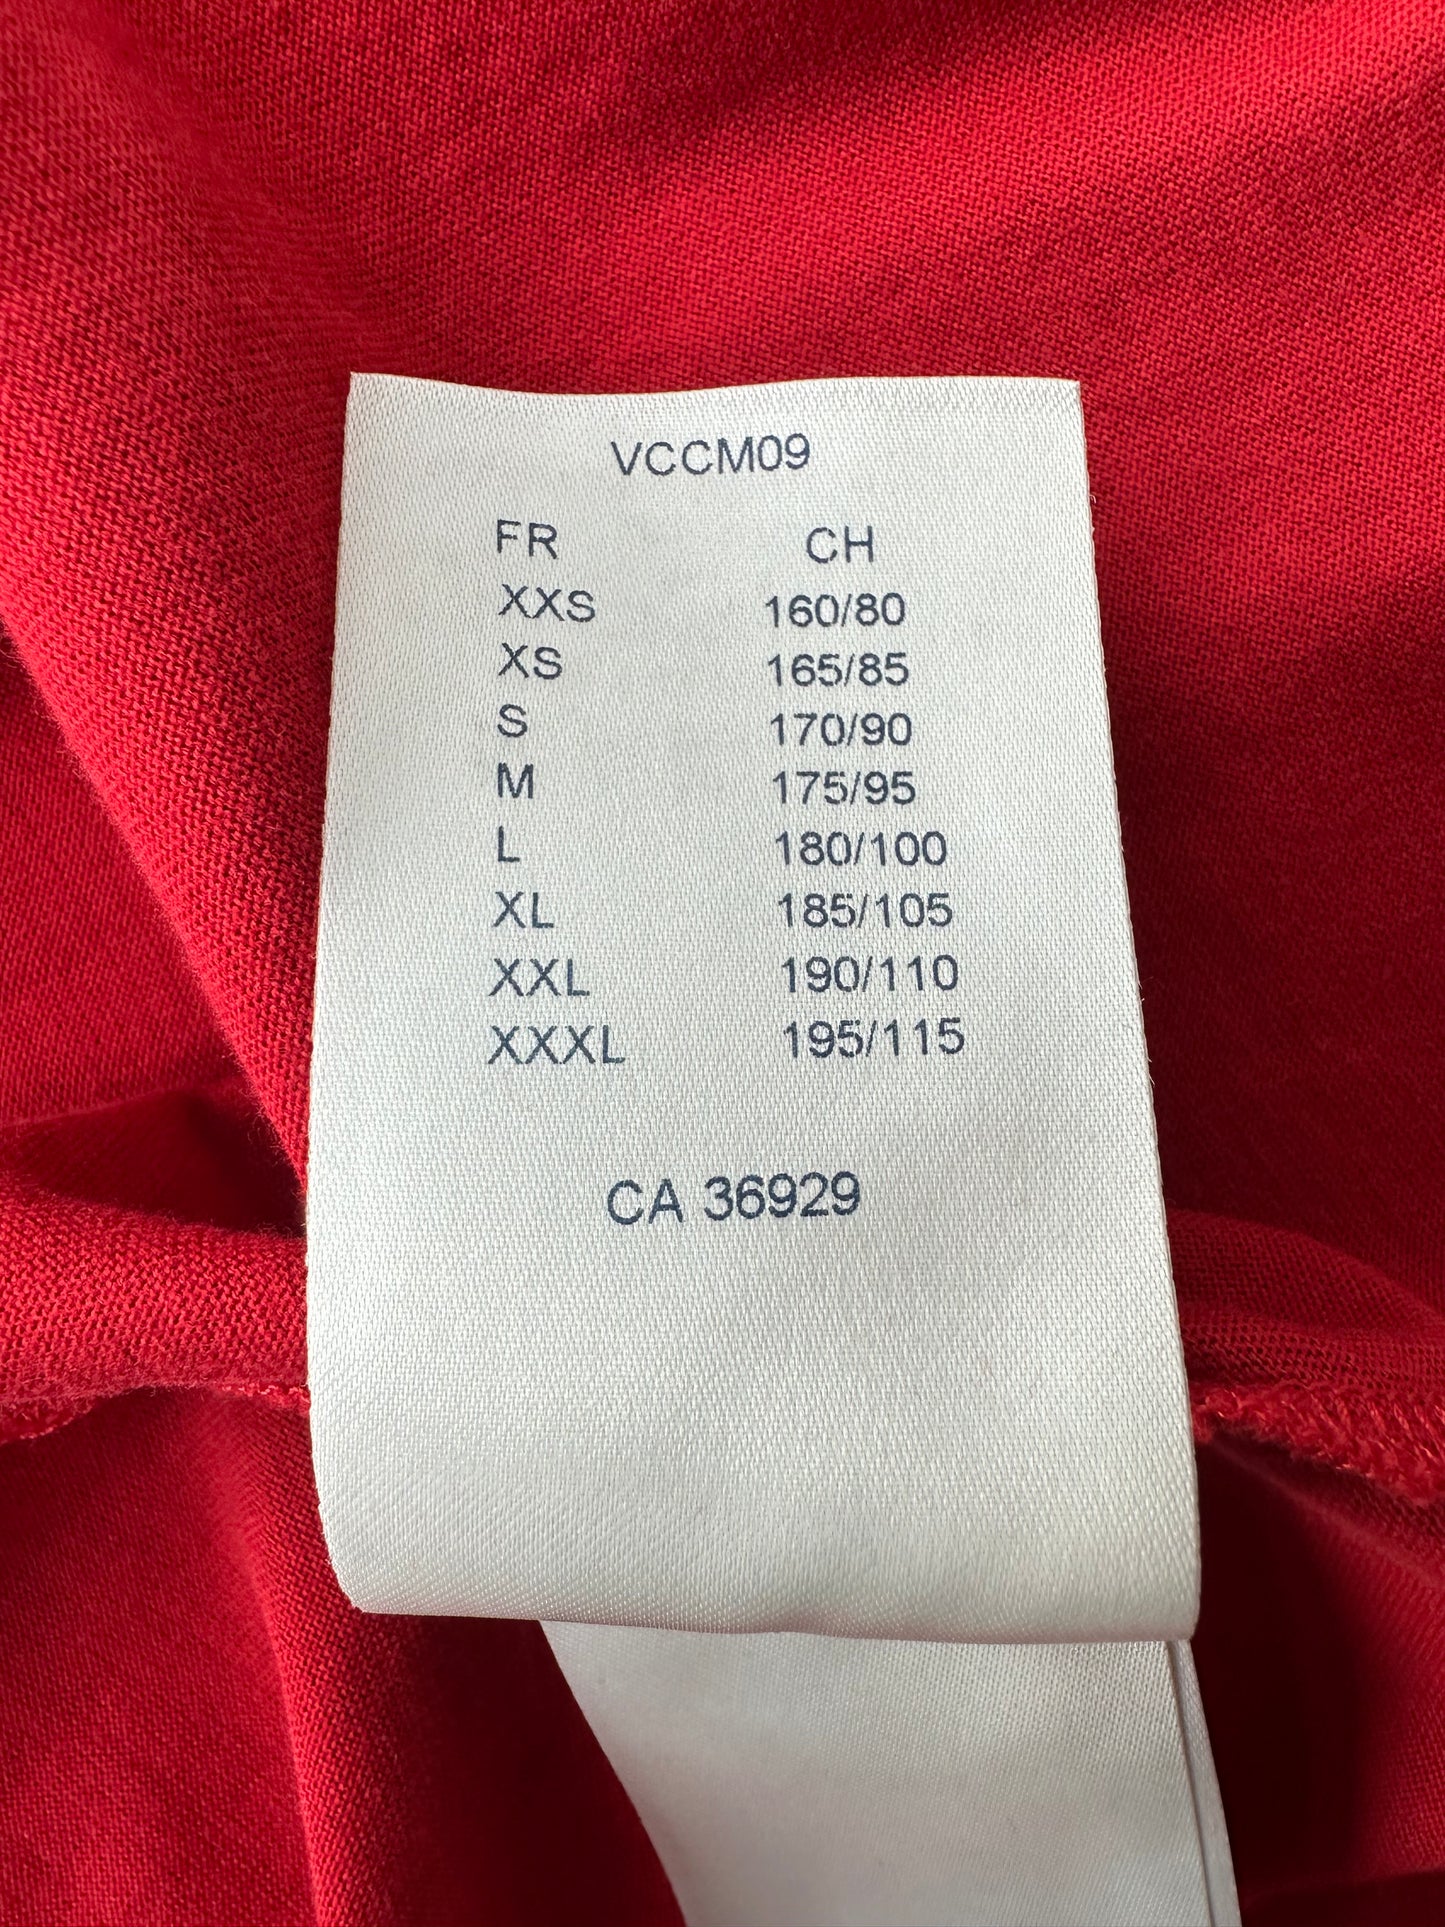 VCCM09
FR CH
XXS 160/80
XS 165/85
S 170/90
M 175/95
L 180/100
XL 185/105
XXL 190/110
XXXL 195/115
CA 36929